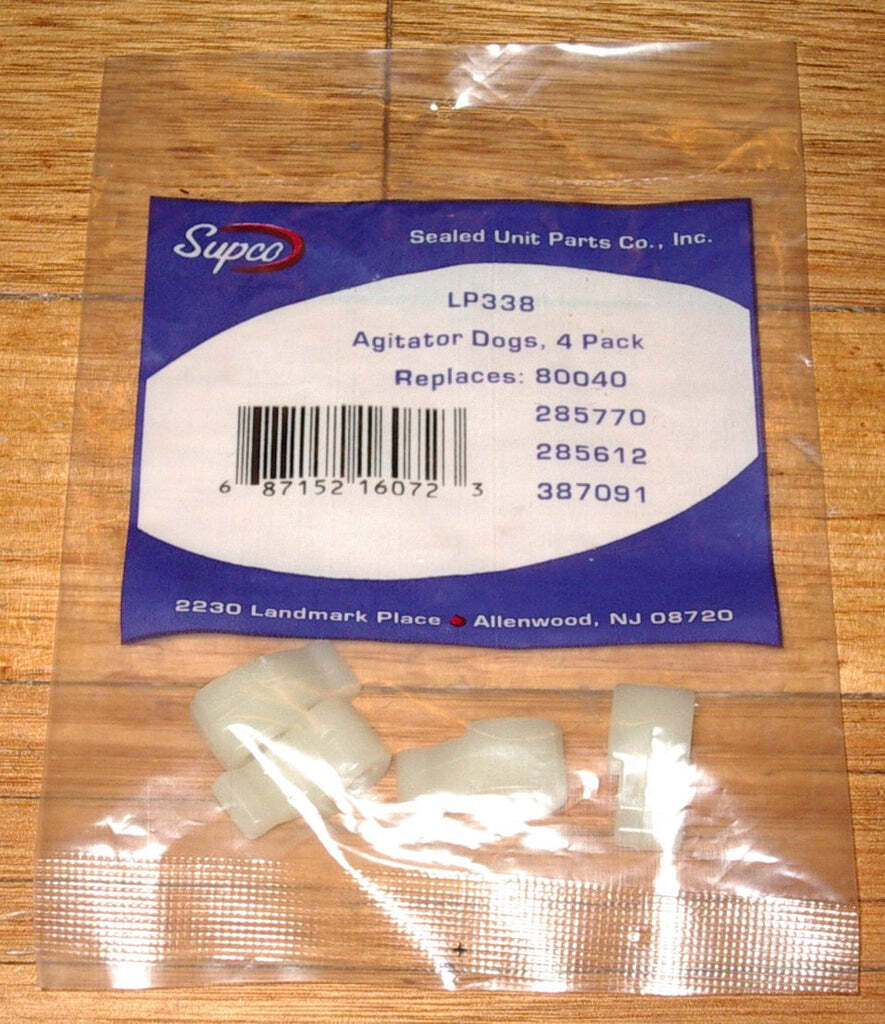 Supco
Sealed Unit Parts Co., Inc.
LP338
Agitator Dogs, 4 Pack
Replaces: 80040
285770
285612
387091
6 87152 16072 3
2230 Landmark Place Allenwood, NJ 08720